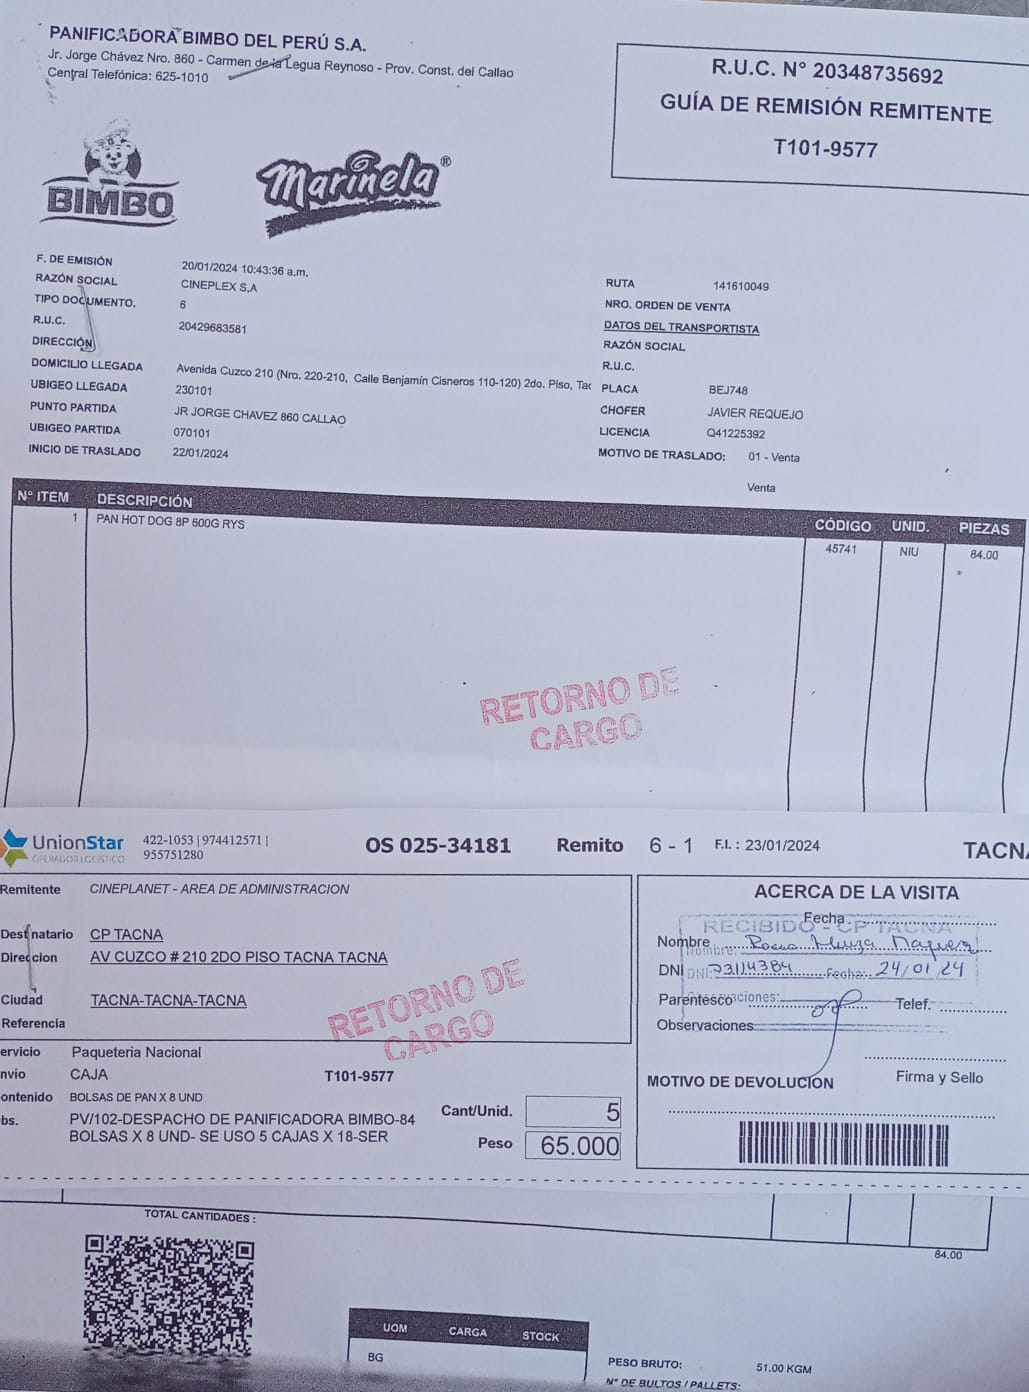 PANIFICADORA BIMBO DEL PERÚ S.A.
Jr. Jorge Chávez Nro. 860 - Carmen de la Legua Reynoso - Prov. Const. del Callao
Central Telefónica: 625-1010
R.U.C. N° 20348735692
GUÍA DE REMISIÓN REMITENTE
T101-9577
BIMBO
Marinela®
F. DE EMISIÓN 20/01/2024 10:43:36 a.m.
RAZÓN SOCIAL CINEPLEX S.A
TIPO DOCUMENTO. 6
R.U.C. 20429683581
DIRECCIÓN
DOMICILIO LLEGADA Avenida Cuzco 210 (Nro. 220-210, Calle Benjamín Cisneros 110-120) 2do. Piso, Tac
UBIGEO LLEGADA 230101
PUNTO PARTIDA JR JORGE CHAVEZ 860 CALLAO
UBIGEO PARTIDA 070101
INICIO DE TRASLADO 22/01/2024
RUTA 141610049
NRO. ORDEN DE VENTA
DATOS DEL TRANSPORTISTA
RAZÓN SOCIAL
R.U.C.
PLACA BEJ748
CHOFER JAVIER REQUEJO
LICENCIA Q41225392
MOTIVO DE TRASLADO: 01 - Venta
Venta
N° ITEM DESCRIPCIÓN CÓDIGO UNID. PIEZAS
1 PAN HOT DOG 8P 600G RYS 45741 NIU 84.00
RETORNO DE
CARGO
UnionStar
OPERADOR LOGÍSTICO
422-1053 | 974412571 |
955751280
OS 025-34181 Remito 6 - 1 F.I. : 23/01/2024 TACNA
Remitente CINEPLANET - AREA DE ADMINISTRACION
Destinatario CP TACNA
Direccion AV CUZCO # 210 2DO PISO TACNA TACNA
Ciudad TACNA-TACNA-TACNA
Referencia
RETORNO DE
CARGO
ervicio Paqueteria Nacional
nvio CAJA T101-9577
ontenido BOLSAS DE PAN X 8 UND
bs. PV/102-DESPACHO DE PANIFICADORA BIMBO-84
BOLSAS X 8 UND- SE USO 5 CAJAS X 18-SER
Cant/Unid. 5
Peso 65.000
ACERCA DE LA VISITA
Fecha
RECIBIDO - CP TACNA
Nombre Nombre:
DNI DNI: 73114384 Fecha: 24/01/24
Parentesco Telef.
Observaciones
Firma y Sello
MOTIVO DE DEVOLUCION
TOTAL CANTIDADES :
84.00
UOM CARGA STOCK
BG
PESO BRUTO: 51.00 KGM
N° DE BULTOS / PALLETS: